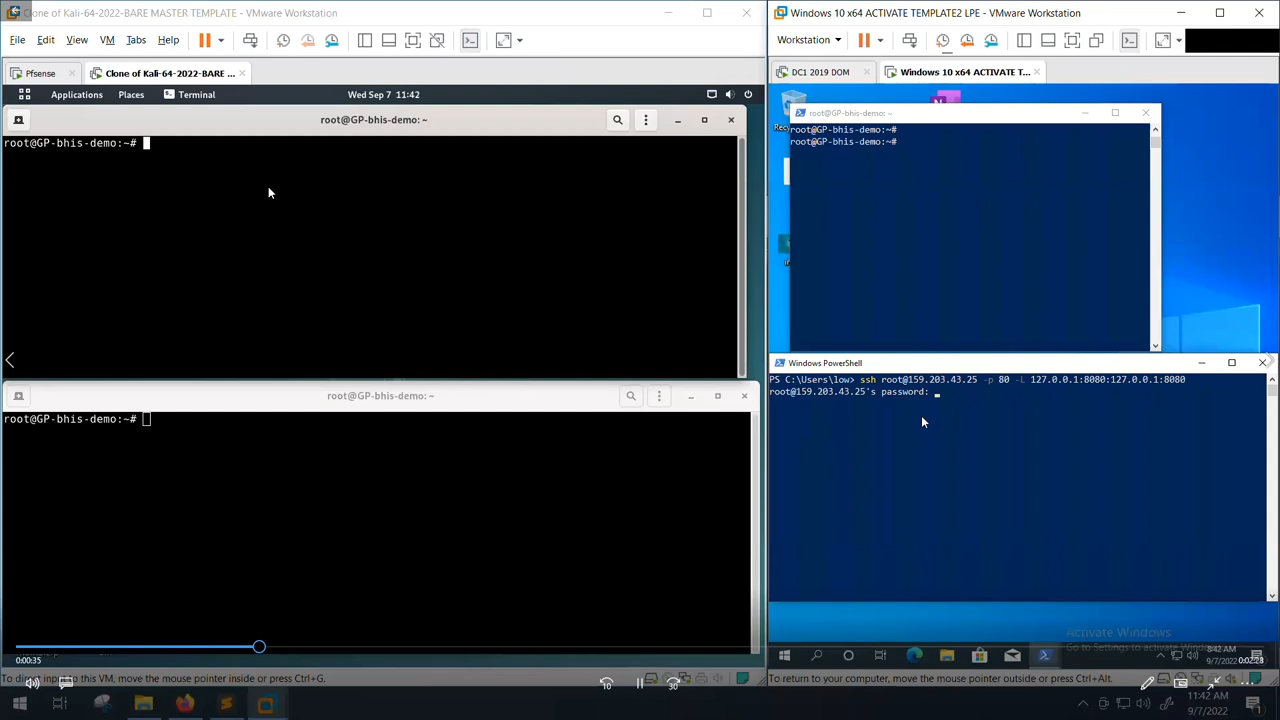 Clone of Kali-64-2022-BARE MASTER TEMPLATE - VMware Workstation
File Edit View VM Tabs Help
Pfsense
Clone of Kali-64-2022-BARE ...
Applications Places Terminal Wed Sep 7 11:42
root@GP-bhis-demo: ~
root@GP-bhis-demo:~#
root@GP-bhis-demo: ~
root@GP-bhis-demo:~#
0:00:35
To direct input to this VM, move the mouse pointer inside or press Ctrl+G.
10
30
Windows 10 x64 ACTIVATE TEMPLATE2 LPE - VMware Workstation
Workstation
DC1 2019 DOM
Windows 10 x64 ACTIVATE T...
root@GP-bhis-demo: ~
root@GP-bhis-demo:~#
root@GP-bhis-demo:~#
Windows PowerShell
PS C:\Users\low> ssh root@159.203.43.25 -p 80 -L 127.0.0.1:8080:127.0.0.1:8080
root@159.203.43.25's password:
Activate Windows
Go to Settings to activate Windows.
8:42 AM
9/7/2022
0:02:28
To return to your computer, move the mouse pointer outside or press Ctrl+Alt.
11:42 AM
9/7/2022